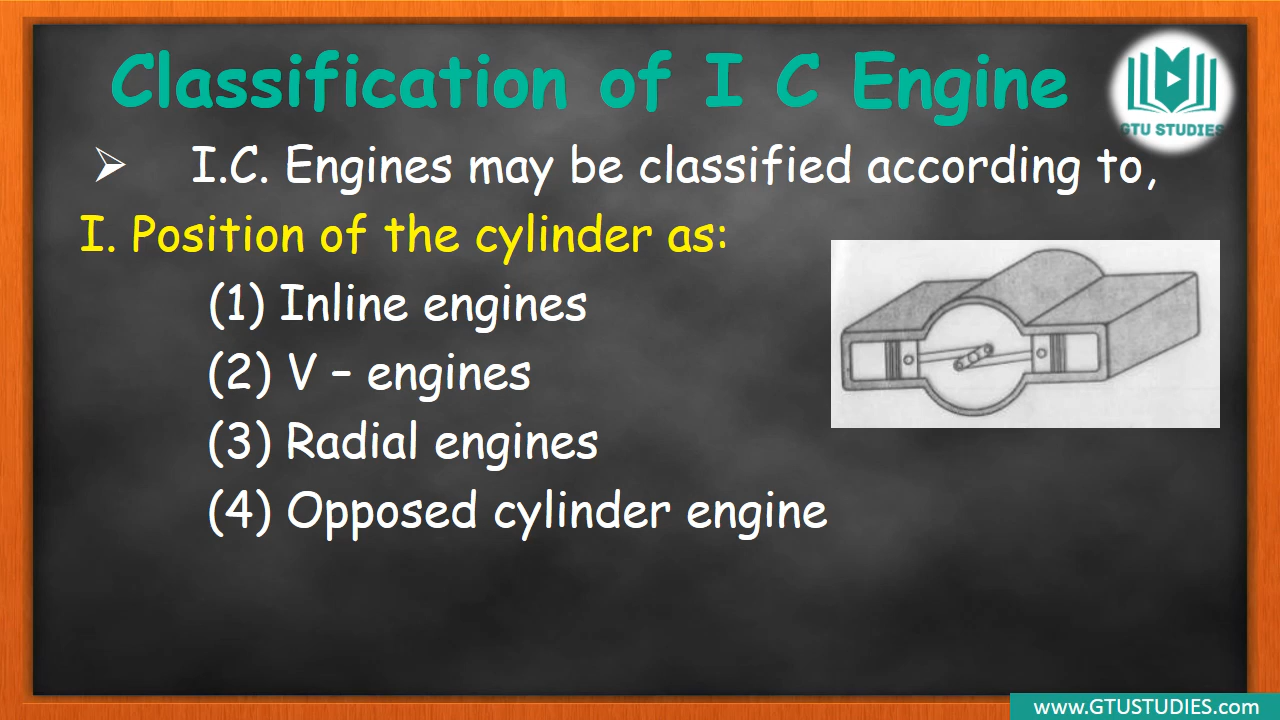 Classification of I C Engine
GTU STUDIES
➢ I.C. Engines may be classified according to,
I. Position of the cylinder as:
(1) Inline engines
(2) V – engines
(3) Radial engines
(4) Opposed cylinder engine
www.GTUSTUDIES.com